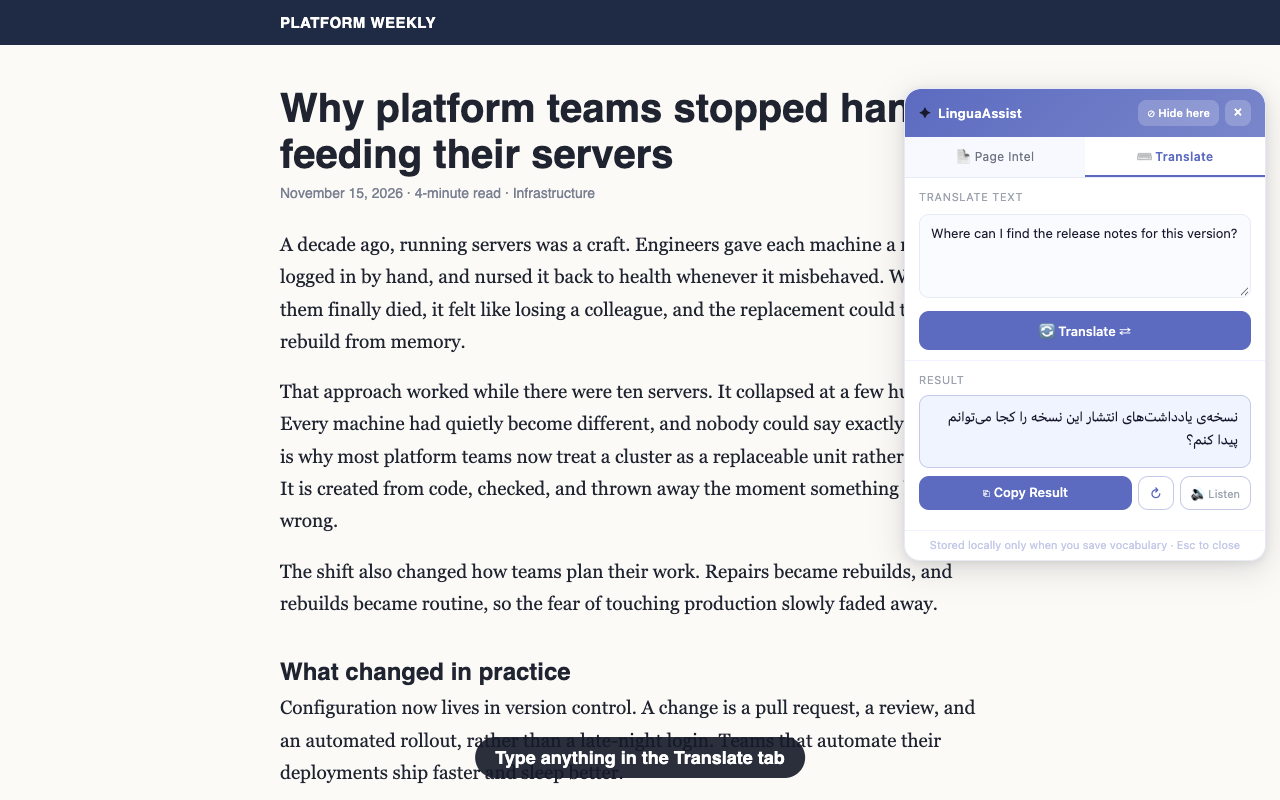 PLATFORM WEEKLY
Why platform teams stopped han
feeding their servers
November 15, 2026 · 4-minute read · Infrastructure
A decade ago, running servers was a craft. Engineers gave each machine a
logged in by hand, and nursed it back to health whenever it misbehaved.
them finally died, it felt like losing a colleague, and the replacement could
rebuild from memory.
That approach worked while there were ten servers. It collapsed at a few
Every machine had quietly become different, and nobody could say exactly
is why most platform teams now treat a cluster as a replaceable unit rather
It is created from code, checked, and thrown away the moment something
wrong.
The shift also changed how teams plan their work. Repairs became rebuilds, and
rebuilds became routine, so the fear of touching production slowly faded away.
What changed in practice
Configuration now lives in version control. A change is a pull request, a review, and
an automated rollout, rather than a late-night login. Teams that automate their
deployments ship faster and sleep better.
Type anything in the Translate tab
✦ LinguaAssist
⊘ Hide here
×
Page Intel
Translate
TRANSLATE TEXT
Where can I find the release notes for this version?
Translate ⇄
RESULT
نسخه‌ی یادداشت‌های انتشار این نسخه را کجا می‌توانم
پیدا کنم؟
Copy Result
↻
Listen
Stored locally only when you save vocabulary · Esc to close